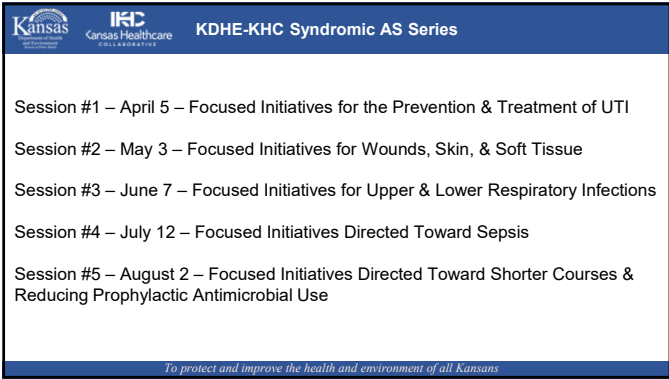 Kansas
Department of Health
and Environment
KHC
Kansas Healthcare
COLLABORATIVE
KDHE-KHC Syndromic AS Series
Session #1 – April 5 – Focused Initiatives for the Prevention & Treatment of UTI
Session #2 – May 3 – Focused Initiatives for Wounds, Skin, & Soft Tissue
Session #3 – June 7 – Focused Initiatives for Upper & Lower Respiratory Infections
Session #4 – July 12 – Focused Initiatives Directed Toward Sepsis
Session #5 – August 2 – Focused Initiatives Directed Toward Shorter Courses &
Reducing Prophylactic Antimicrobial Use
To protect and improve the health and environment of all Kansans